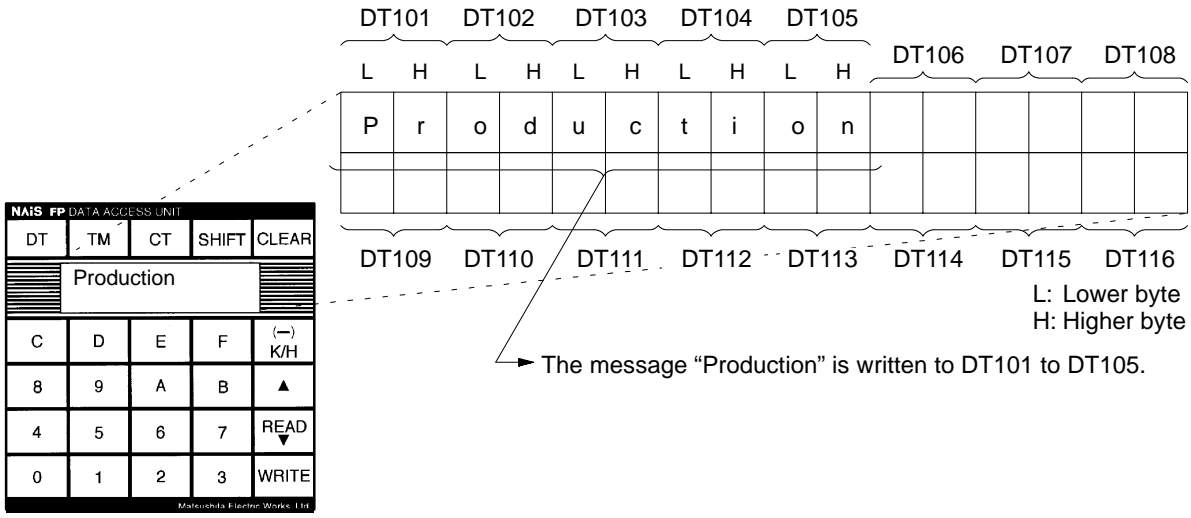 DT101 DT102 DT103 DT104 DT105
DT106 DT107 DT108
L H L H L H L H L H
P r o d u c t i o n
DT109 DT110 DT111 DT112 DT113 DT114 DT115 DT116
L: Lower byte
H: Higher byte
The message “Production” is written to DT101 to DT105.
NAiS FP DATA ACCESS UNIT
DT TM CT SHIFT CLEAR
Production
C D E F (—) K/H
8 9 A B ▲
4 5 6 7 READ ▼
0 1 2 3 WRITE
Matsushita Electric Works, Ltd.